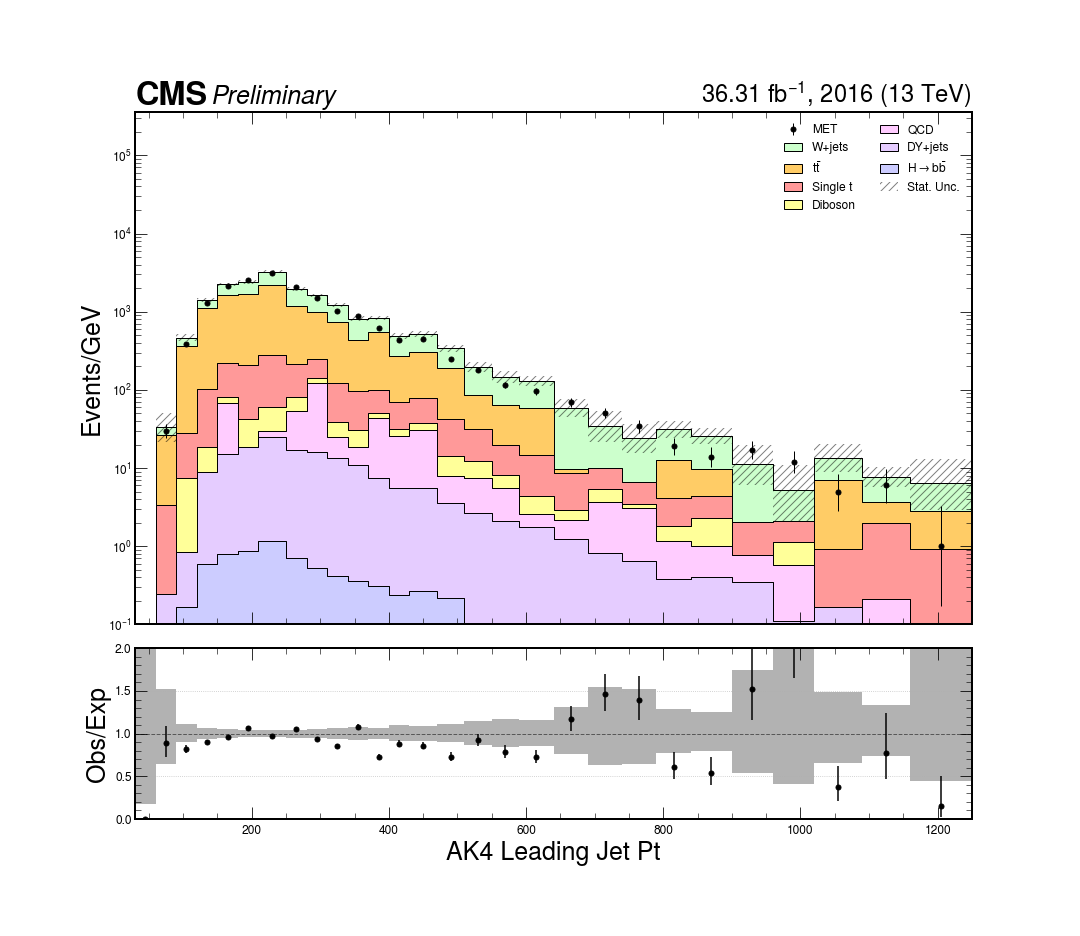 CMS Preliminary 36.31 fb⁻¹, 2016 (13 TeV)
MET QCD
W+jets DY+jets
tt̄ H→bb̄
Single t Stat. Unc.
Diboson
Events/GeV
10⁵
10⁴
10³
10²
10¹
10⁰
10⁻¹
Obs/Exp
2.0
1.5
1.0
0.5
0.0
200 400 600 800 1000 1200
AK4 Leading Jet Pt